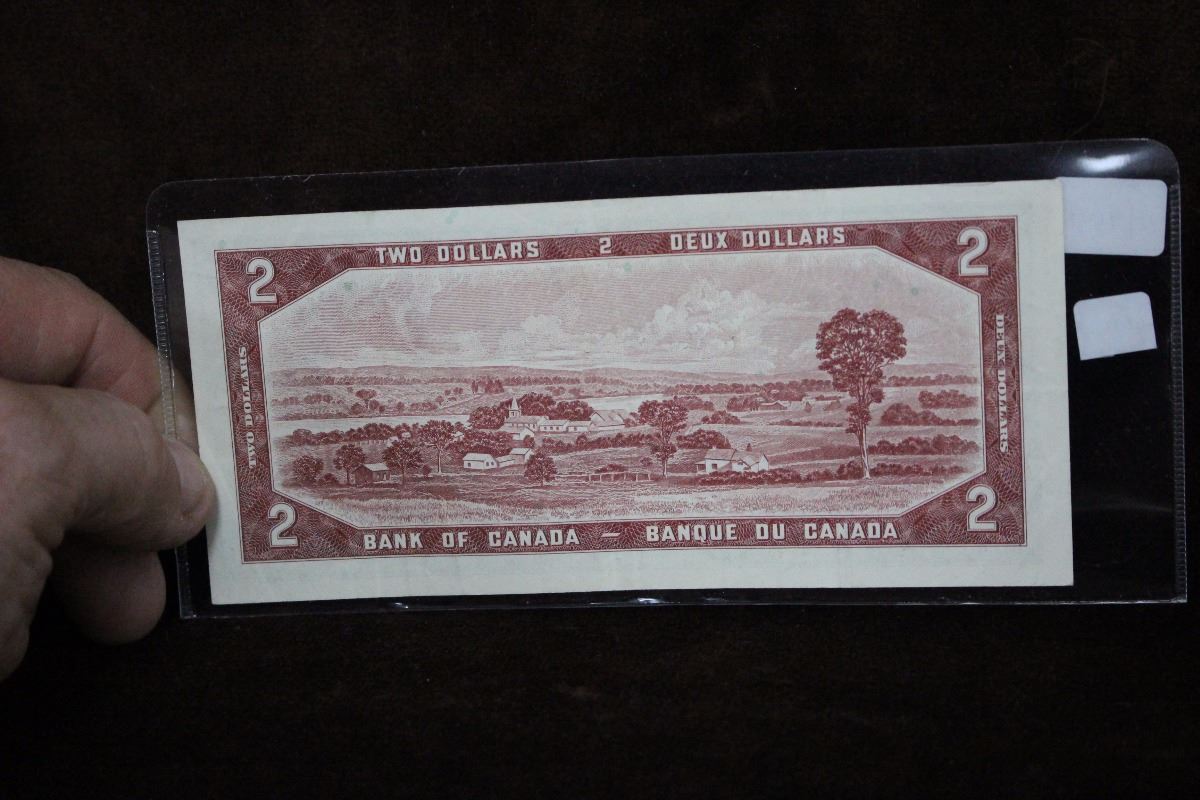 TWO DOLLARS 2 DEUX DOLLARS
2 2
TWO DOLLARS
DEUX DOLLARS
2 2
BANK OF CANADA – BANQUE DU CANADA